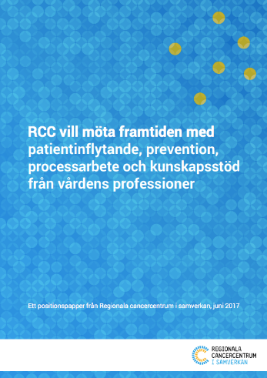 RCC vill möta framtiden med
patientinflytande, prevention,
processarbete och kunskapsstöd
från vårdens professioner
Ett positionspapper från Regionala cancercentrum i samverkan, juni 2017
REGIONALA
CANCERCENTRUM
I SAMVERKAN